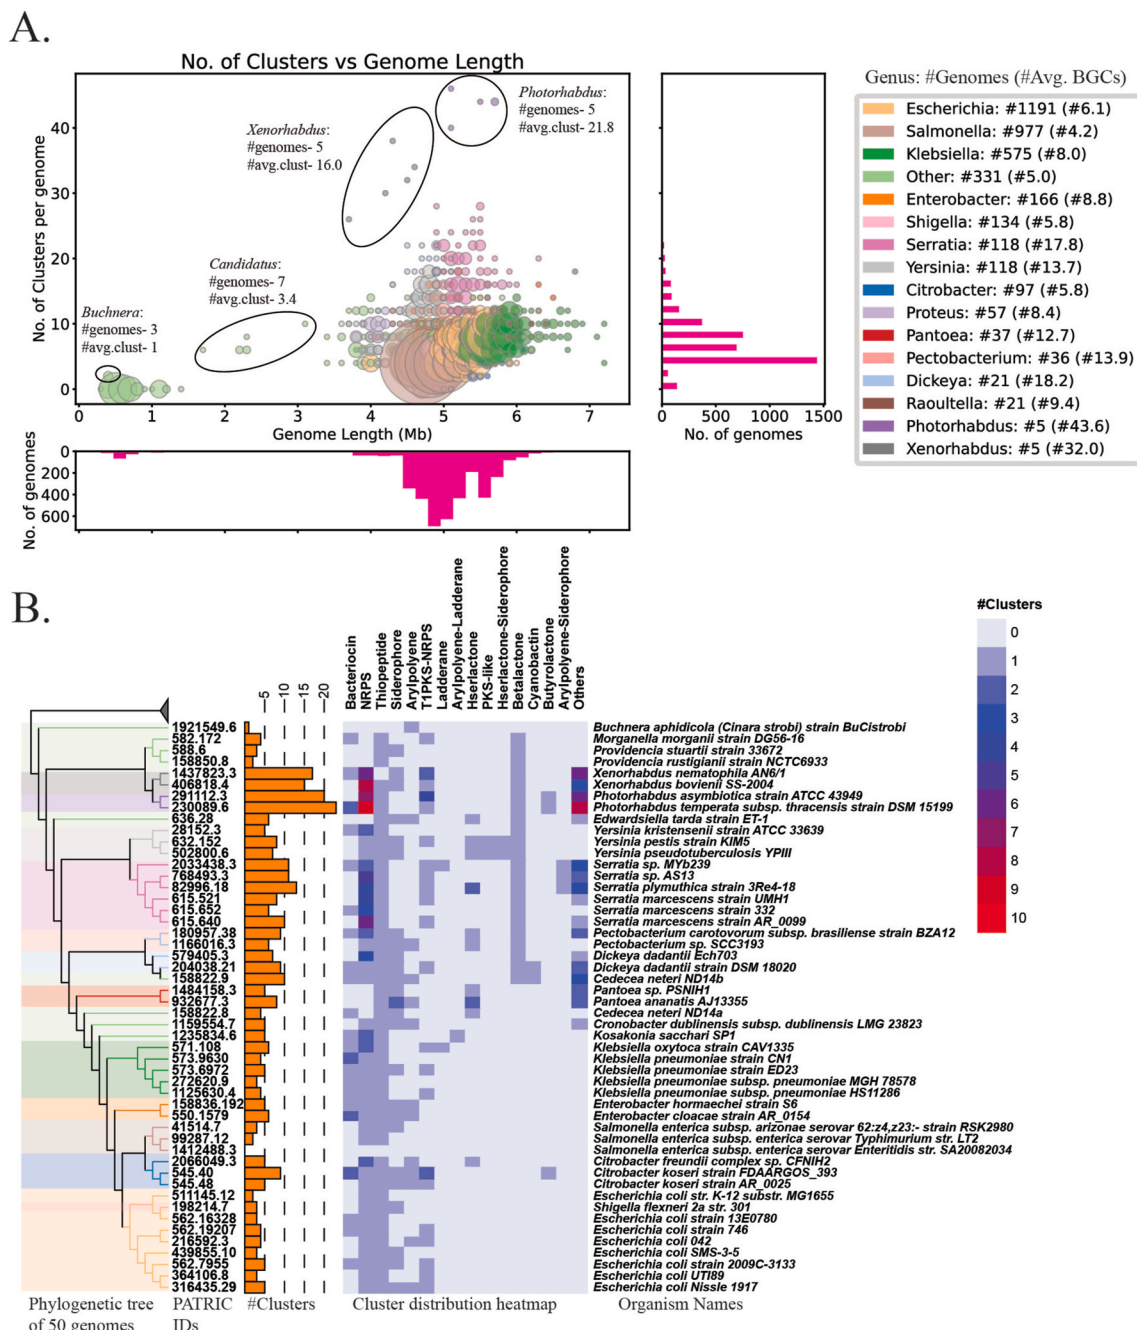 A.
No. of Clusters vs Genome Length
No. of Clusters per genome
40
30
20
10
0
Photorhabdus:
#genomes- 5
#avg.clust- 21.8
Xenorhabdus:
#genomes- 5
#avg.clust- 16.0
Candidatus:
#genomes- 7
#avg.clust- 3.4
Buchnera:
#genomes- 3
#avg.clust- 1
0 1 2 3 4 5 6 7
Genome Length (Mb)
0 500 1000 1500
No. of genomes
No. of genomes
0
200
400
600
Genus: #Genomes (#Avg. BGCs)
Escherichia: #1191 (#6.1)
Salmonella: #977 (#4.2)
Klebsiella: #575 (#8.0)
Other: #331 (#5.0)
Enterobacter: #166 (#8.8)
Shigella: #134 (#5.8)
Serratia: #118 (#17.8)
Yersinia: #118 (#13.7)
Citrobacter: #97 (#5.8)
Proteus: #57 (#8.4)
Pantoea: #37 (#12.7)
Pectobacterium: #36 (#13.9)
Dickeya: #21 (#18.2)
Raoultella: #21 (#9.4)
Photorhabdus: #5 (#43.6)
Xenorhabdus: #5 (#32.0)
B.
5
10
15
20
Bacteriocin
NRPS
Thiopeptide
Siderophore
Arylpolyene
T1PKS-NRPS
Ladderane
Arylpolyene-Ladderane
Hserlactone
PKS-like
Hserlactone-Siderophore
Betalactone
Cyanobactin
Butyrolactone
Arylpolyene-Siderophore
Others
#Clusters
0
1
2
3
4
5
6
7
8
9
10
1921549.6 Buchnera aphidicola (Cinara strobi) strain BuCistrobi
582.172 Morganella morganii strain DG56-16
588.6 Providencia stuartii strain 33672
158850.8 Providencia rustigianii strain NCTC6933
1437823.3 Xenorhabdus nematophila AN6/1
406818.4 Xenorhabdus bovienii SS-2004
291112.3 Photorhabdus asymbiotica strain ATCC 43949
230089.6 Photorhabdus temperata subsp. thracensis strain DSM 15199
636.28 Edwardsiella tarda strain ET-1
28152.3 Yersinia kristensenii strain ATCC 33639
632.152 Yersinia pestis strain KIM5
502800.6 Yersinia pseudotuberculosis YPIII
2033438.3 Serratia sp. MYb239
768493.3 Serratia sp. AS13
82996.18 Serratia plymuthica strain 3Re4-18
615.521 Serratia marcescens strain UMH1
615.652 Serratia marcescens strain 332
615.640 Serratia marcescens strain AR_0099
180957.38 Pectobacterium carotovorum subsp. brasiliense strain BZA12
1166016.3 Pectobacterium sp. SCC3193
579405.3 Dickeya dadantii Ech703
204038.21 Dickeya dadantii strain DSM 18020
158822.9 Cedecea neteri ND14b
1484158.3 Pantoea sp. PSNIH1
932677.3 Pantoea ananatis AJ13355
158822.8 Cedecea neteri ND14a
1159554.7 Cronobacter dublinensis subsp. dublinensis LMG 23823
1235834.6 Kosakonia sacchari SP1
571.108 Klebsiella oxytoca strain CAV1335
573.9630 Klebsiella pneumoniae strain CN1
573.6972 Klebsiella pneumoniae strain ED23
272620.9 Klebsiella pneumoniae subsp. pneumoniae MGH 78578
1125630.4 Klebsiella pneumoniae subsp. pneumoniae HS11286
158836.192 Enterobacter hormaechei strain S6
550.1579 Enterobacter cloacae strain AR_0154
41514.7 Salmonella enterica subsp. arizonae serovar 62:z4,z23:- strain RSK2980
99287.12 Salmonella enterica subsp. enterica serovar Typhimurium str. LT2
1412488.3 Salmonella enterica subsp. enterica serovar Enteritidis str. SA20082034
2066049.3 Citrobacter freundii complex sp. CFNIH2
545.40 Citrobacter koseri strain FDAARGOS_393
545.48 Citrobacter koseri strain AR_0025
511145.12 Escherichia coli str. K-12 substr. MG1655
198214.7 Shigella flexneri 2a str. 301
562.16328 Escherichia coli strain 13E0780
562.19207 Escherichia coli strain 746
216592.3 Escherichia coli 042
439855.10 Escherichia coli SMS-3-5
562.7955 Escherichia coli strain 2009C-3133
364106.8 Escherichia coli UTI89
316435.29 Escherichia coli Nissle 1917
Phylogenetic tree
of 50 genomes
PATRIC
IDs
#Clusters
Cluster distribution heatmap
Organism Names